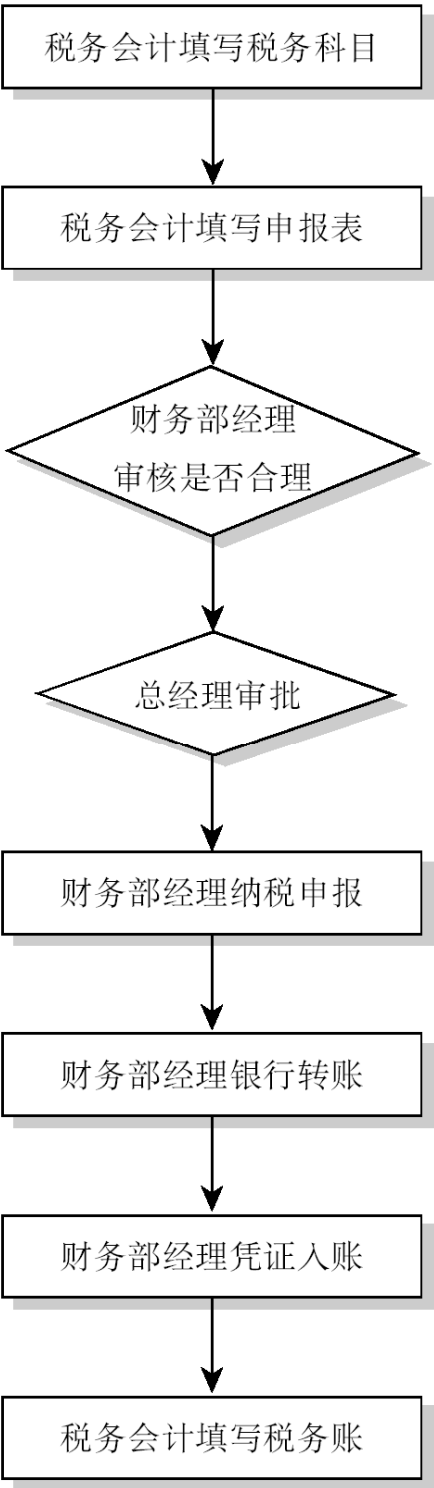 税务会计填写税务科目
税务会计填写申报表
财务部经理
审核是否合理
总经理审批
财务部经理纳税申报
财务部经理银行转账
财务部经理凭证入账
税务会计填写税务账